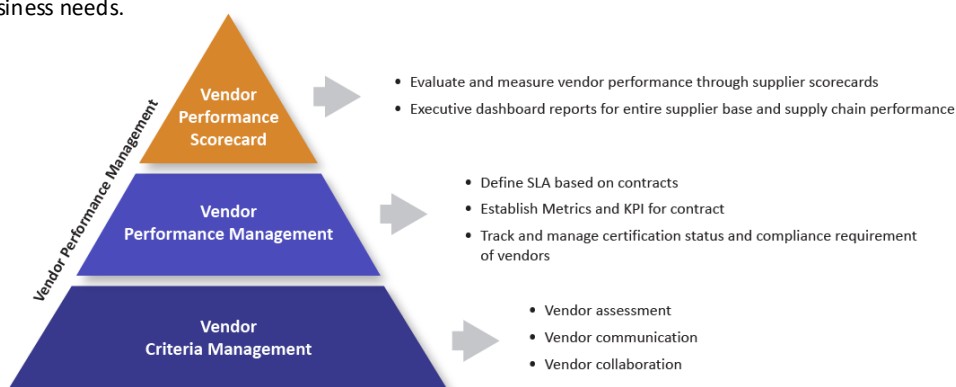 siness needs.
Vendor Performance Management
Vendor
Performance
Scorecard
• Evaluate and measure vendor performance through supplier scorecards
• Executive dashboard reports for entire supplier base and supply chain performance
Vendor
Performance Management
• Define SLA based on contracts
• Establish Metrics and KPI for contract
• Track and manage certification status and compliance requirement
of vendors
Vendor
Criteria Management
• Vendor assessment
• Vendor communication
• Vendor collaboration